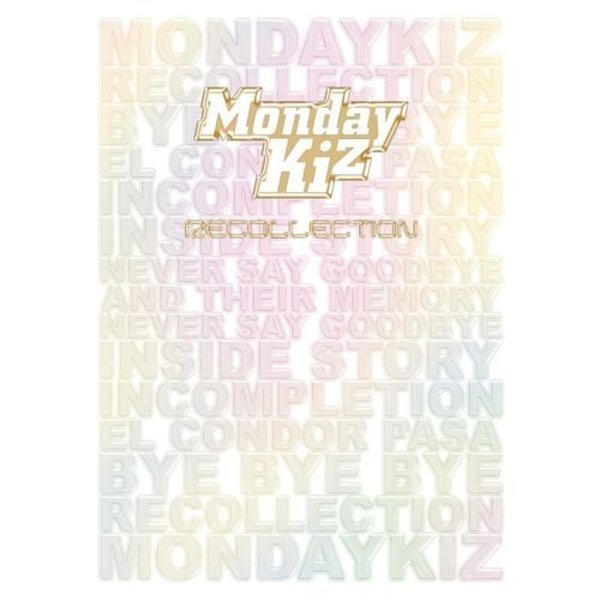 MONDAYKIZ
RECOLLECTION
BYE BYE BYE
Monday
Kiz
EL CONDOR PASA
INCOMPLETION
RECOLLECTION
INSIDE STORY
NEVER SAY GOODBYE
AND THEIR MEMORY
NEVER SAY GOODBYE
INSIDE STORY
INCOMPLETION
EL CONDOR PASA
BYE BYE BYE
RECOLLECTION
MONDAYKIZ